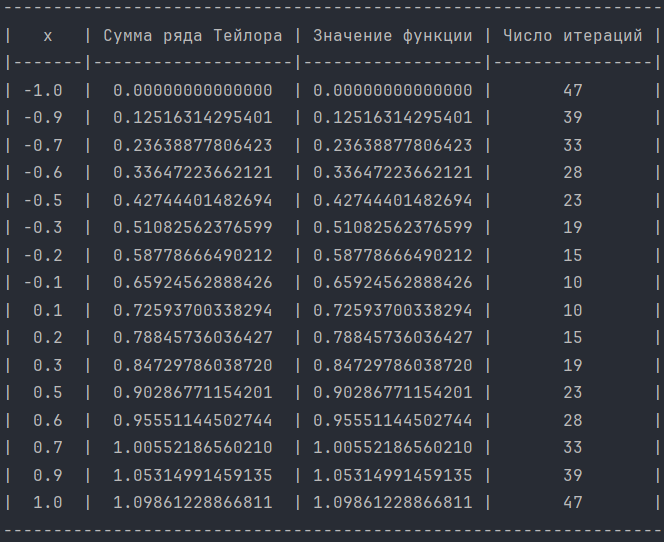 | x | Сумма ряда Тейлора | Значение функции | Число итераций |
|-------|--------------------|------------------|----------------|
| -1.0 | 0.00000000000000 | 0.00000000000000 | 47 |
| -0.9 | 0.12516314295401 | 0.12516314295401 | 39 |
| -0.7 | 0.23638877806423 | 0.23638877806423 | 33 |
| -0.6 | 0.33647223662121 | 0.33647223662121 | 28 |
| -0.5 | 0.42744401482694 | 0.42744401482694 | 23 |
| -0.3 | 0.51082562376599 | 0.51082562376599 | 19 |
| -0.2 | 0.58778666490212 | 0.58778666490212 | 15 |
| -0.1 | 0.65924562888426 | 0.65924562888426 | 10 |
| 0.1 | 0.72593700338294 | 0.72593700338294 | 10 |
| 0.2 | 0.78845736036427 | 0.78845736036427 | 15 |
| 0.3 | 0.84729786038720 | 0.84729786038720 | 19 |
| 0.5 | 0.90286771154201 | 0.90286771154201 | 23 |
| 0.6 | 0.95551144502744 | 0.95551144502744 | 28 |
| 0.7 | 1.00552186560210 | 1.00552186560210 | 33 |
| 0.9 | 1.05314991459135 | 1.05314991459135 | 39 |
| 1.0 | 1.09861228866811 | 1.09861228866811 | 47 |